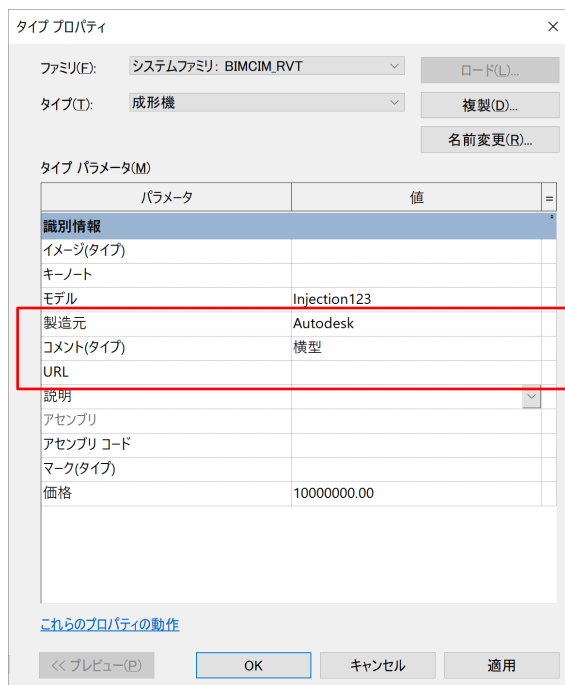 タイプ プロパティ ×
ファミリ(F): システムファミリ: BIMCIM_RVT ロード(L)...
タイプ(T): 成形機 複製(D)...
名前変更(R)...
タイプ パラメータ(M)
パラメータ 値 =
識別情報
イメージ(タイプ)
キーノート
モデル Injection123
製造元 Autodesk
コメント(タイプ) 横型
URL
説明
アセンブリ
アセンブリ コード
マーク(タイプ)
価格 10000000.00
これらのプロパティの動作
<< プレビュー(P) OK キャンセル 適用